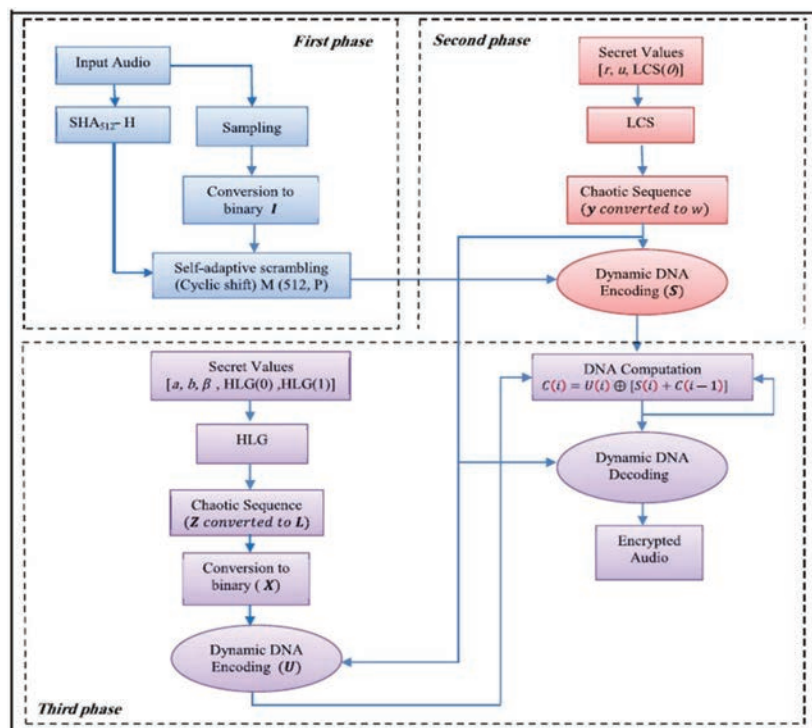 First phase
Input Audio
SHA512- H
Sampling
Conversion to
binary I
Self-adaptive scrambling
(Cyclic shift) M (512, P)
Second phase
Secret Values
[r, u, LCS(0)]
LCS
Chaotic Sequence
(y converted to w)
Dynamic DNA
Encoding (S)
Third phase
Secret Values
[a, b, β , HLG(0) ,HLG(1)]
HLG
Chaotic Sequence
(Z converted to L)
Conversion to
binary ( X)
Dynamic DNA
Encoding (U)
DNA Computation
C(i) = U(i) ⊕ [S(i) + C(i − 1)]
Dynamic DNA
Decoding
Encrypted
Audio